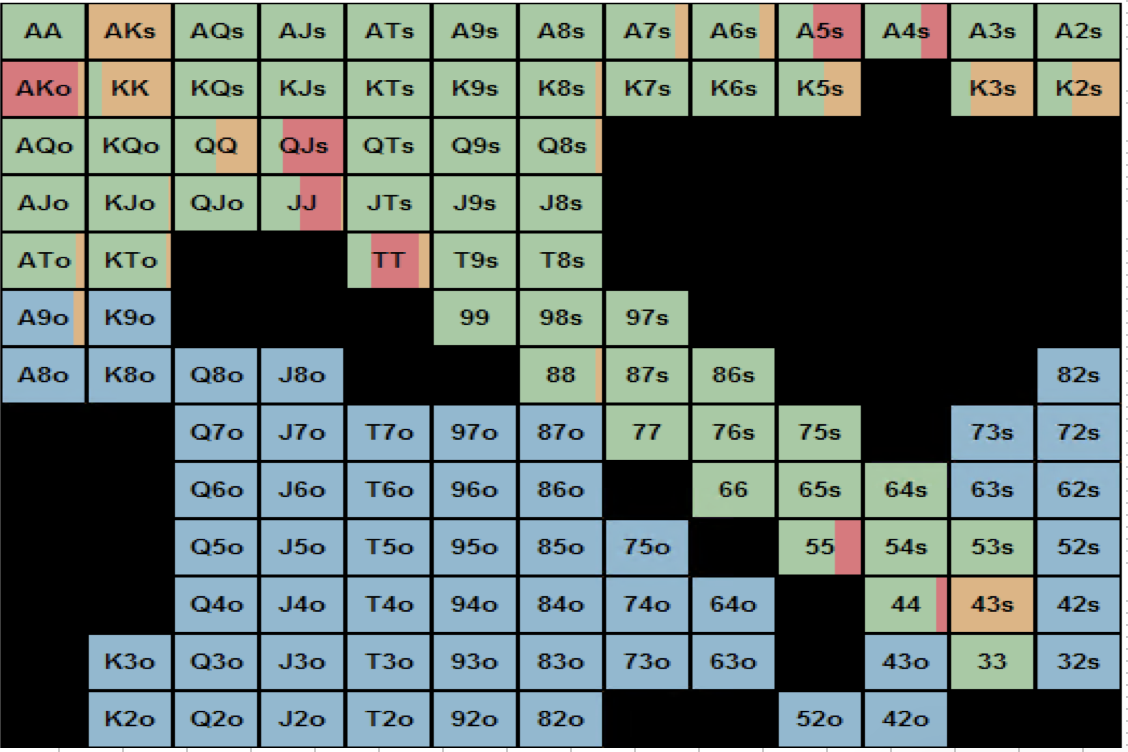 AA AKs AQs AJs ATs A9s A8s A7s A6s A5s A4s A3s A2s
AKo KK KQs KJs KTs K9s K8s K7s K6s K5s K3s K2s
AQo KQo QQ QJs QTs Q9s Q8s
AJo KJo QJo JJ JTs J9s J8s
ATo KTo TT T9s T8s
A9o K9o 99 98s 97s
A8o K8o Q8o J8o 88 87s 86s 82s
Q7o J7o T7o 97o 87o 77 76s 75s 73s 72s
Q6o J6o T6o 96o 86o 66 65s 64s 63s 62s
Q5o J5o T5o 95o 85o 75o 55 54s 53s 52s
Q4o J4o T4o 94o 84o 74o 64o 44 43s 42s
K3o Q3o J3o T3o 93o 83o 73o 63o 43o 33 32s
K2o Q2o J2o T2o 92o 82o 52o 42o